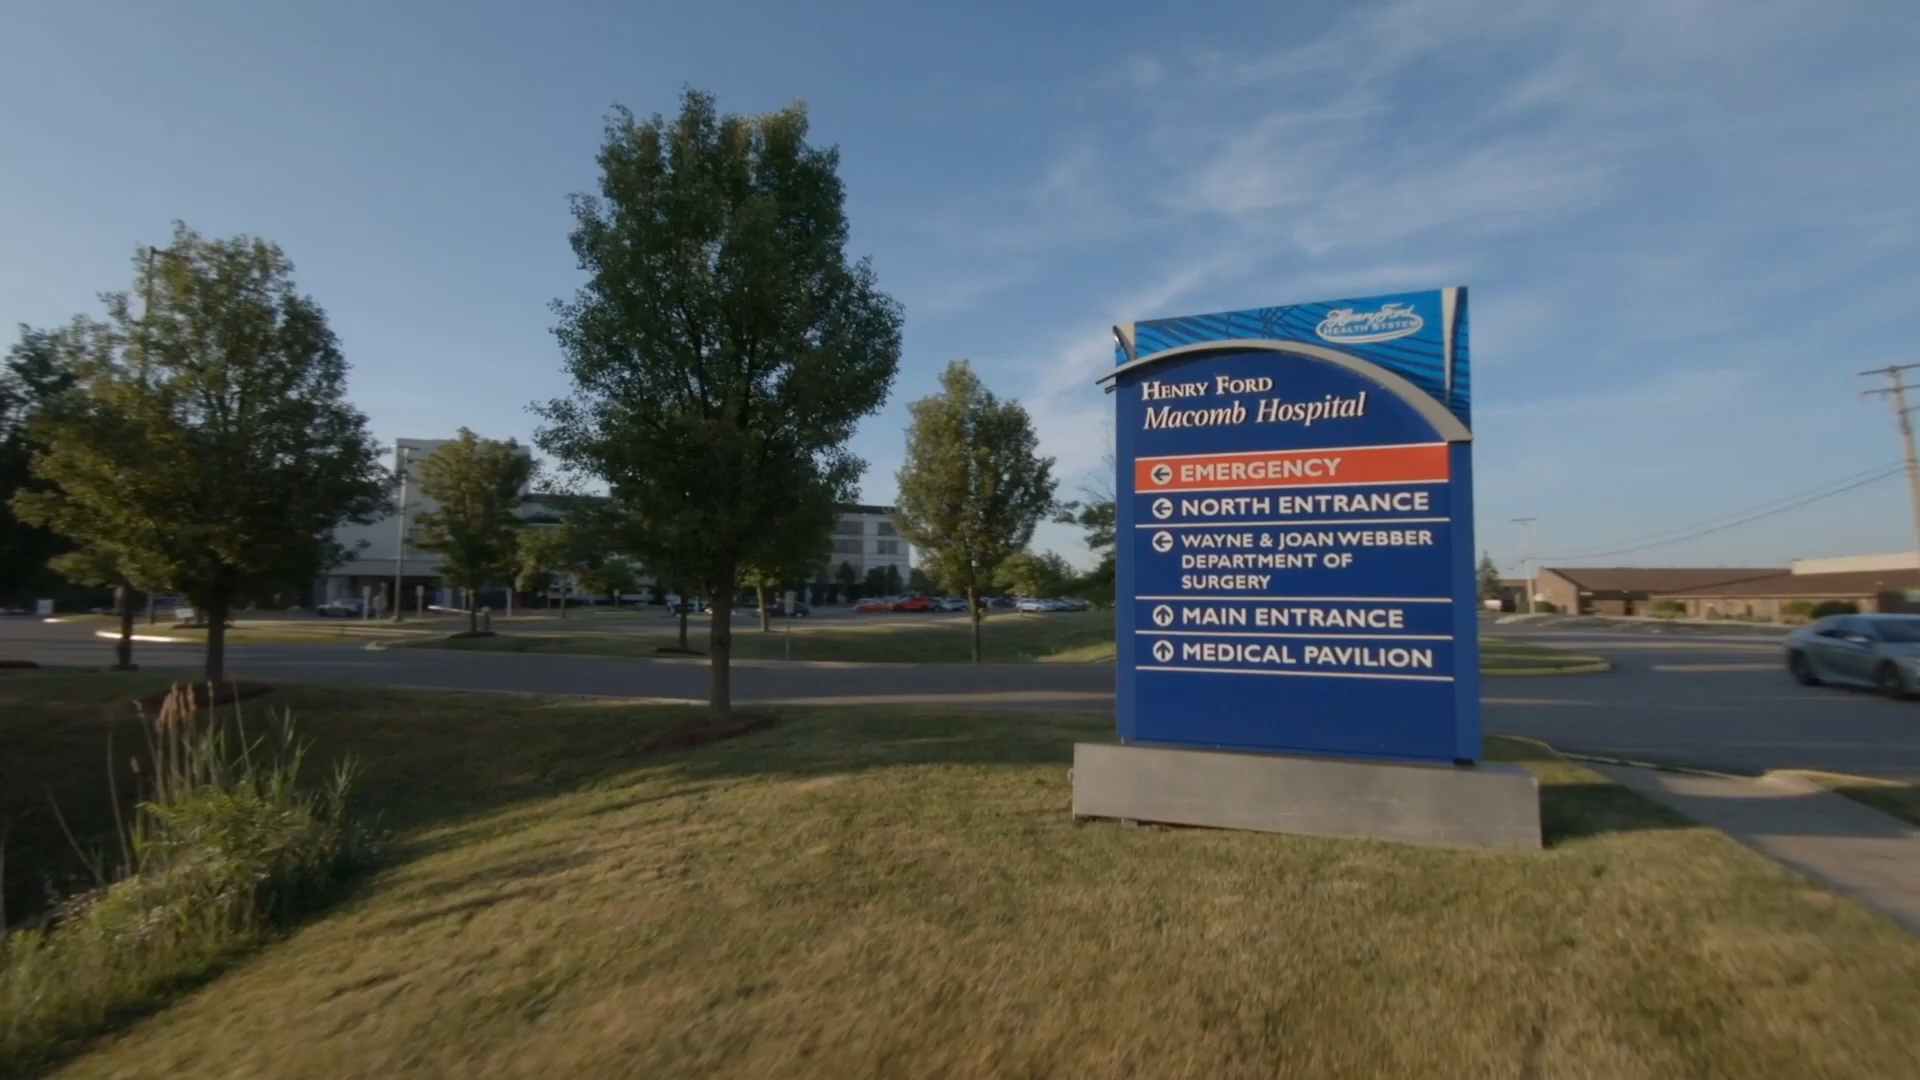 Henry Ford
HEALTH SYSTEM
HENRY FORD
Macomb Hospital
EMERGENCY
NORTH ENTRANCE
WAYNE & JOAN WEBBER
DEPARTMENT OF
SURGERY
MAIN ENTRANCE
MEDICAL PAVILION